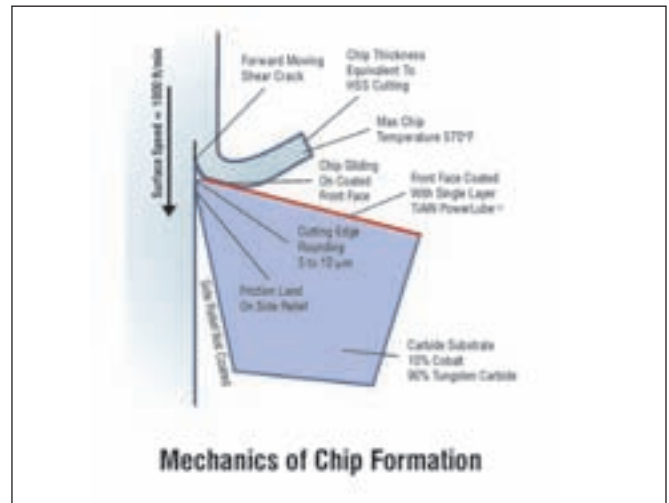 Forward Moving
Shear Crack
Chip Thickness
Equivalent To
HSS Cutting
Max Chip
Temperature 570°F
Surface Speed = 1000 ft/min
Chip Gliding
On Coated
Front Face
Front Face Coated
With Single Layer
TiAlN PowerLube
Cutting Edge
Rounding
5 to 10 µm
Friction Land
On Side Relief
Side Relief Not Coated
Carbide Substrate
10% Cobalt
90% Tungsten Carbide
Mechanics of Chip Formation